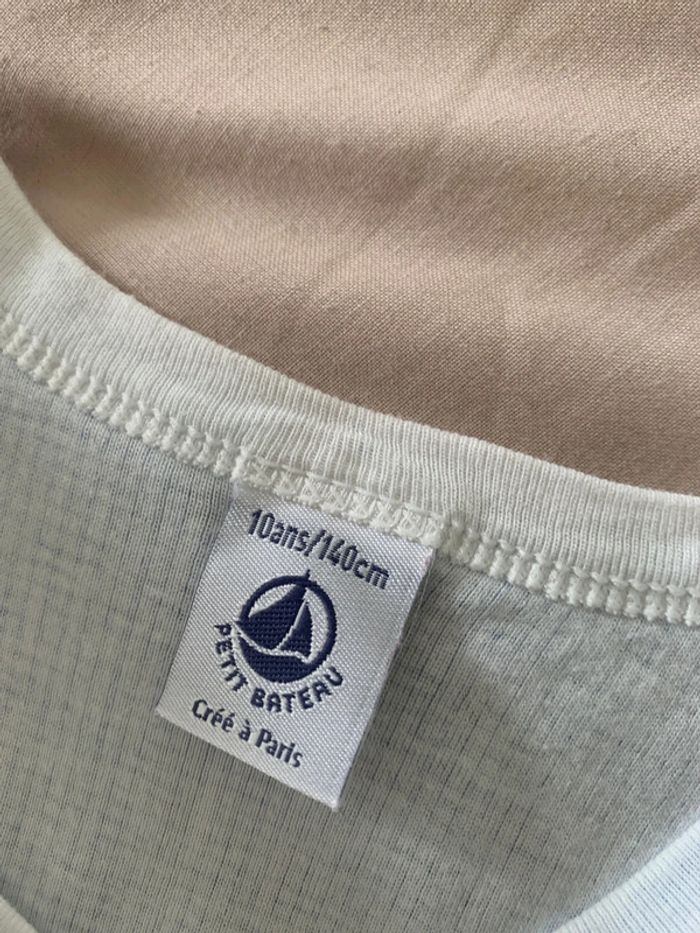 10ans/140cm
PETIT BATEAU
Créé à Paris